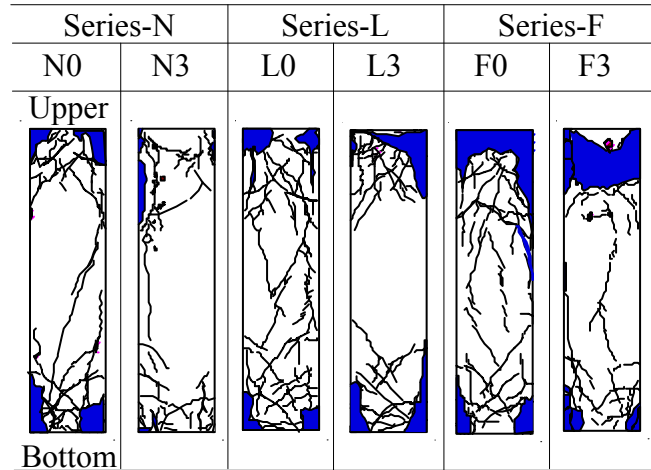 Series-N Series-L Series-F
N0 N3 L0 L3 F0 F3
Upper
Bottom